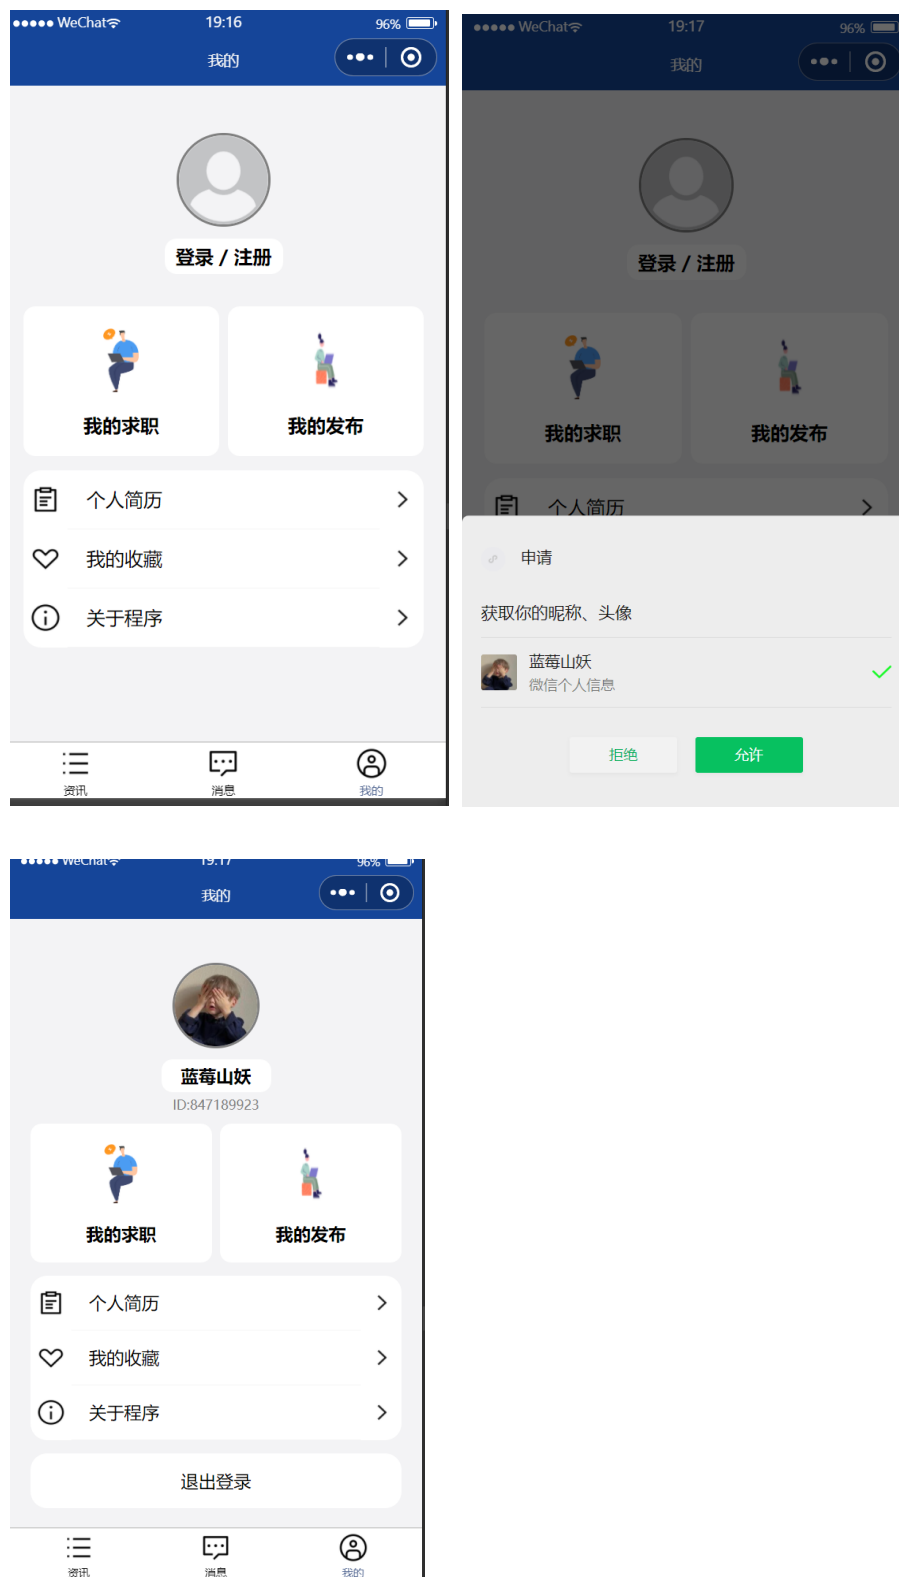 WeChat 19:16 96%
我的
登录 / 注册
我的求职 我的发布
个人简历
我的收藏
关于程序
资讯 消息 我的
WeChat 19:17 96%
我的
登录 / 注册
我的求职 我的发布
个人简历
申请
获取你的昵称、头像
蓝莓山妖
微信个人信息
拒绝 允许
WeChat 19:17 96%
我的
蓝莓山妖
ID:847189923
我的求职 我的发布
个人简历
我的收藏
关于程序
退出登录
资讯 消息 我的